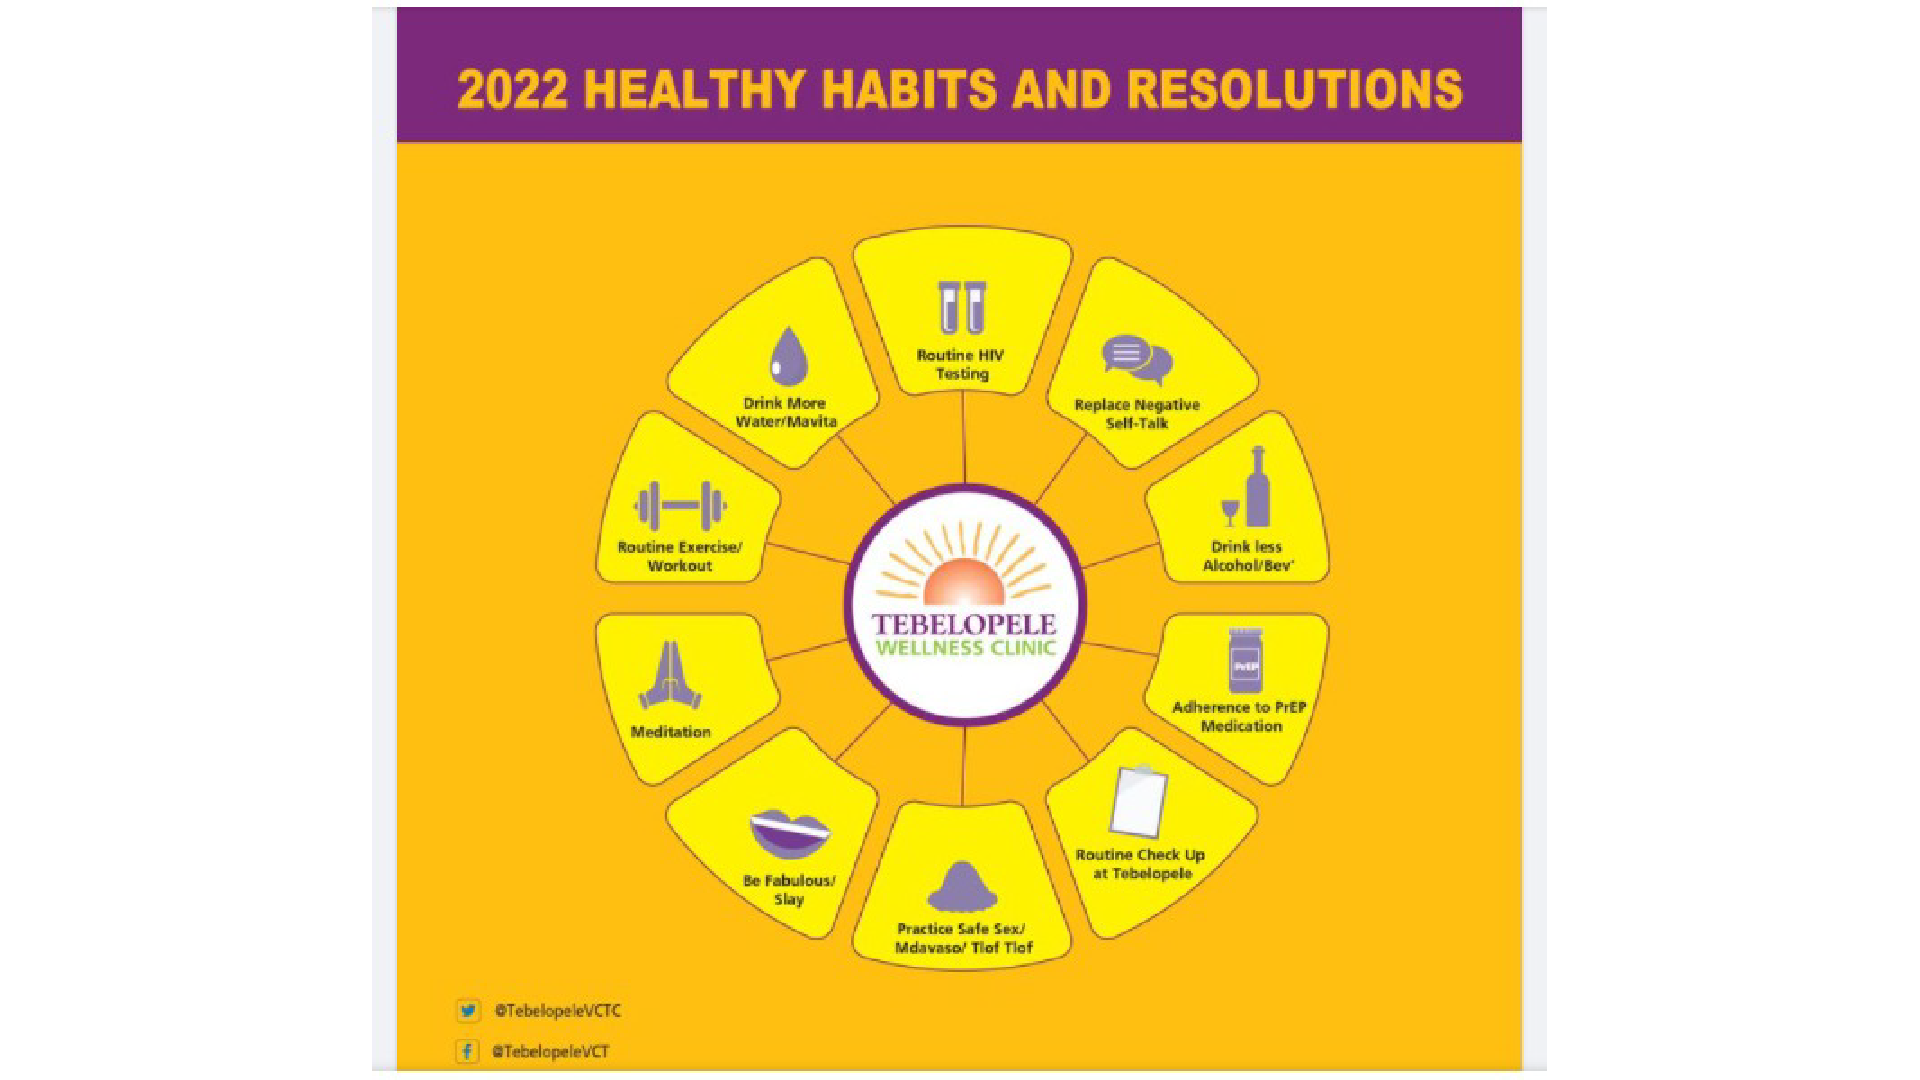 2022 HEALTHY HABITS AND RESOLUTIONS
Routine HIV
Testing
Replace Negative
Self-Talk
Drink less
Alcohol/Bev'
Adherence to PrEP
Medication
PrEP
Routine Check Up
at Tebelopele
Practice Safe Sex/
Mdavaso/ Tlof Tlof
Be Fabulous/
Slay
Meditation
Routine Exercise/
Workout
Drink More
Water/Mavita
TEBELOPELE
WELLNESS CLINIC
@TebelopeleVCTC
@TebelopeleVCT